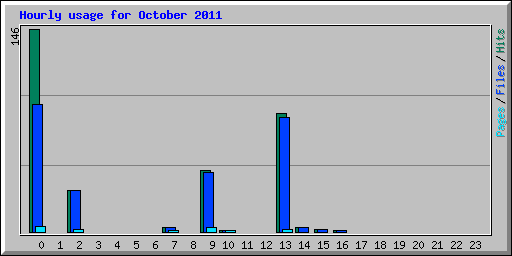 Hourly usage for October 2011
146
Pages/Files/Hits
0 1 2 3 4 5 6 7 8 9 10 11 12 13 14 15 16 17 18 19 20 21 22 23